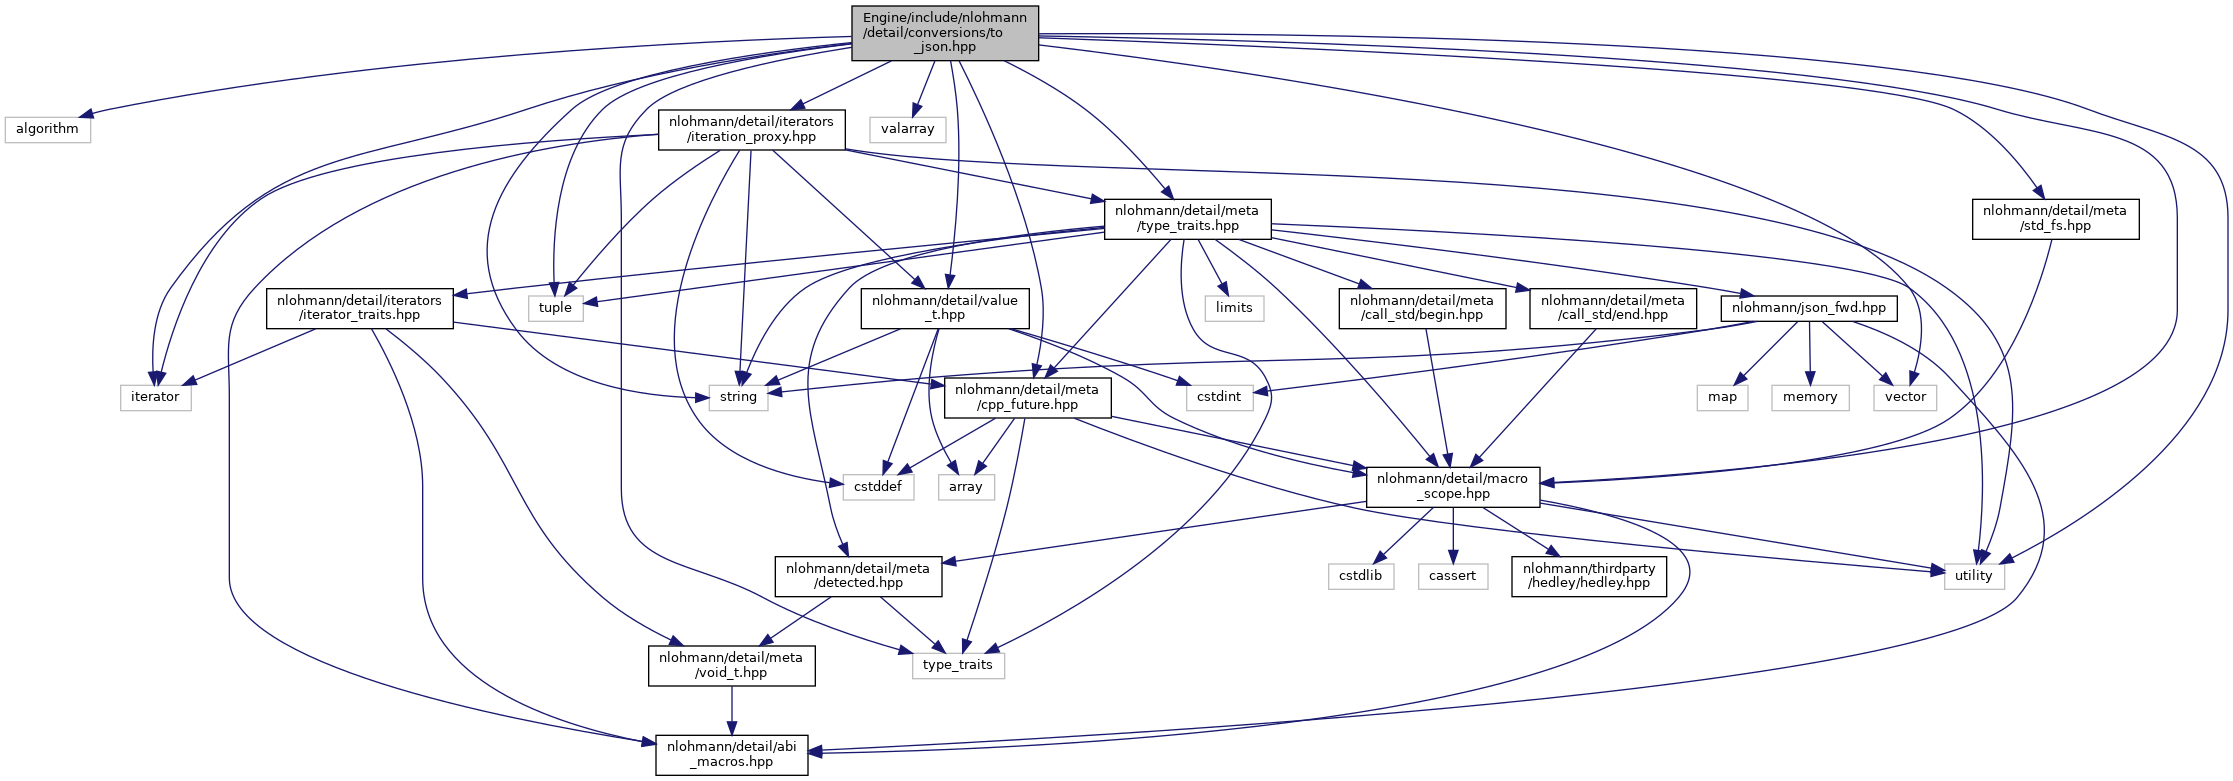 Engine/include/nlohmann
/detail/conversions/to
_json.hpp
algorithm
nlohmann/detail/iterators
/iteration_proxy.hpp
valarray
nlohmann/detail/meta
/type_traits.hpp
nlohmann/detail/meta
/std_fs.hpp
nlohmann/detail/iterators
/iterator_traits.hpp
tuple
nlohmann/detail/value
_t.hpp
limits
nlohmann/detail/meta
/call_std/begin.hpp
nlohmann/detail/meta
/call_std/end.hpp
nlohmann/json_fwd.hpp
iterator
string
nlohmann/detail/meta
/cpp_future.hpp
cstdint
map
memory
vector
cstddef
array
nlohmann/detail/macro
_scope.hpp
nlohmann/detail/meta
/detected.hpp
cstdlib
cassert
nlohmann/thirdparty
/hedley/hedley.hpp
utility
nlohmann/detail/meta
/void_t.hpp
type_traits
nlohmann/detail/abi
_macros.hpp